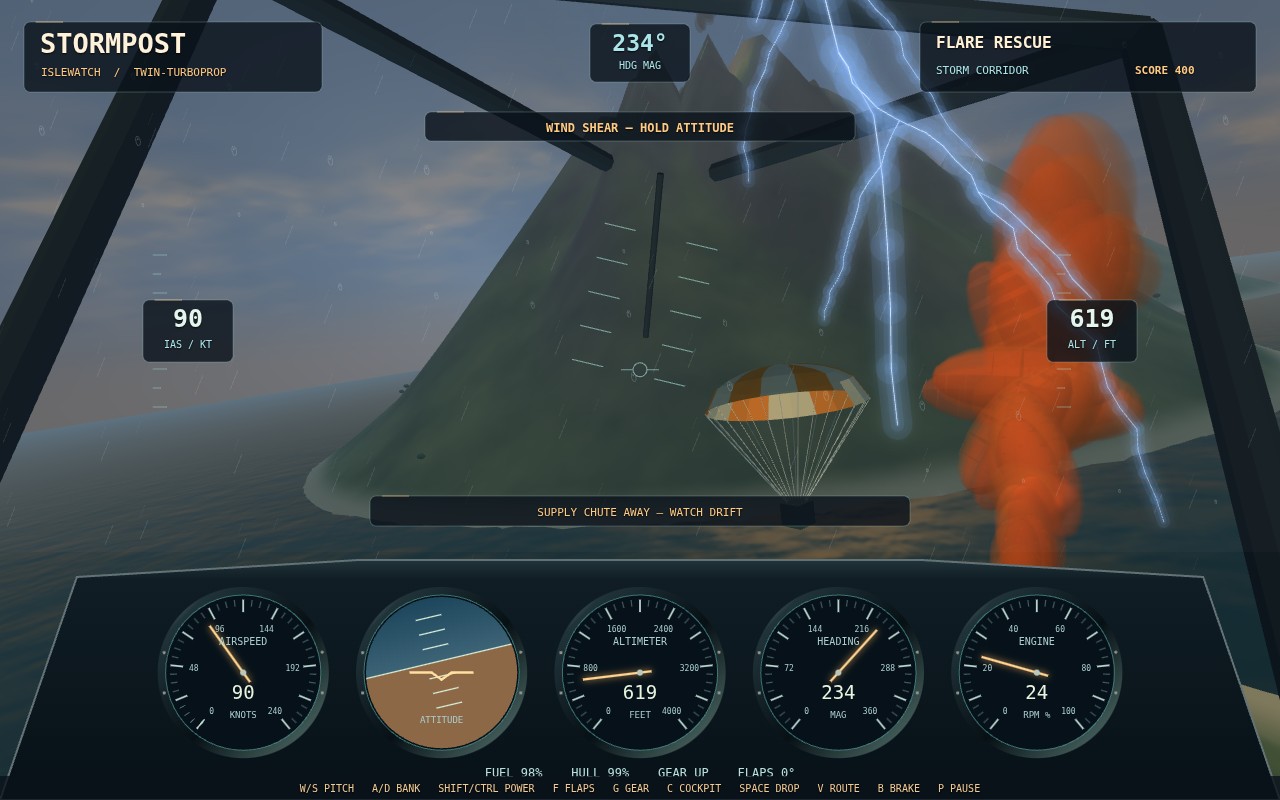 STORMPOST
ISLEWATCH / TWIN-TURBOPROP
234°
HDG MAG
FLARE RESCUE
STORM CORRIDOR SCORE 400
WIND SHEAR — HOLD ATTITUDE
90
IAS / KT
619
ALT / FT
SUPPLY CHUTE AWAY — WATCH DRIFT
96 144
AIRSPEED
48 192
90
0 KNOTS 240
ATTITUDE
1600 2400
ALTIMETER
800 3200
619
0 FEET 4000
144 216
HEADING
72 288
234
0 MAG 360
40 60
ENGINE
20 80
24
0 RPM % 100
FUEL 98% HULL 99% GEAR UP FLAPS 0°
W/S PITCH A/D BANK SHIFT/CTRL POWER F FLAPS G GEAR C COCKPIT SPACE DROP V ROUTE B BRAKE P PAUSE